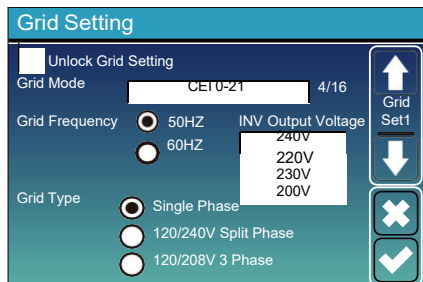 Grid Setting
Unlock Grid Setting
Grid Mode
CEI 0-21
4/16
Grid
Set1
Grid Frequency
50HZ
60HZ
INV Output Voltage
240V
220V
230V
200V
Grid Type
Single Phase
120/240V Split Phase
120/208V 3 Phase